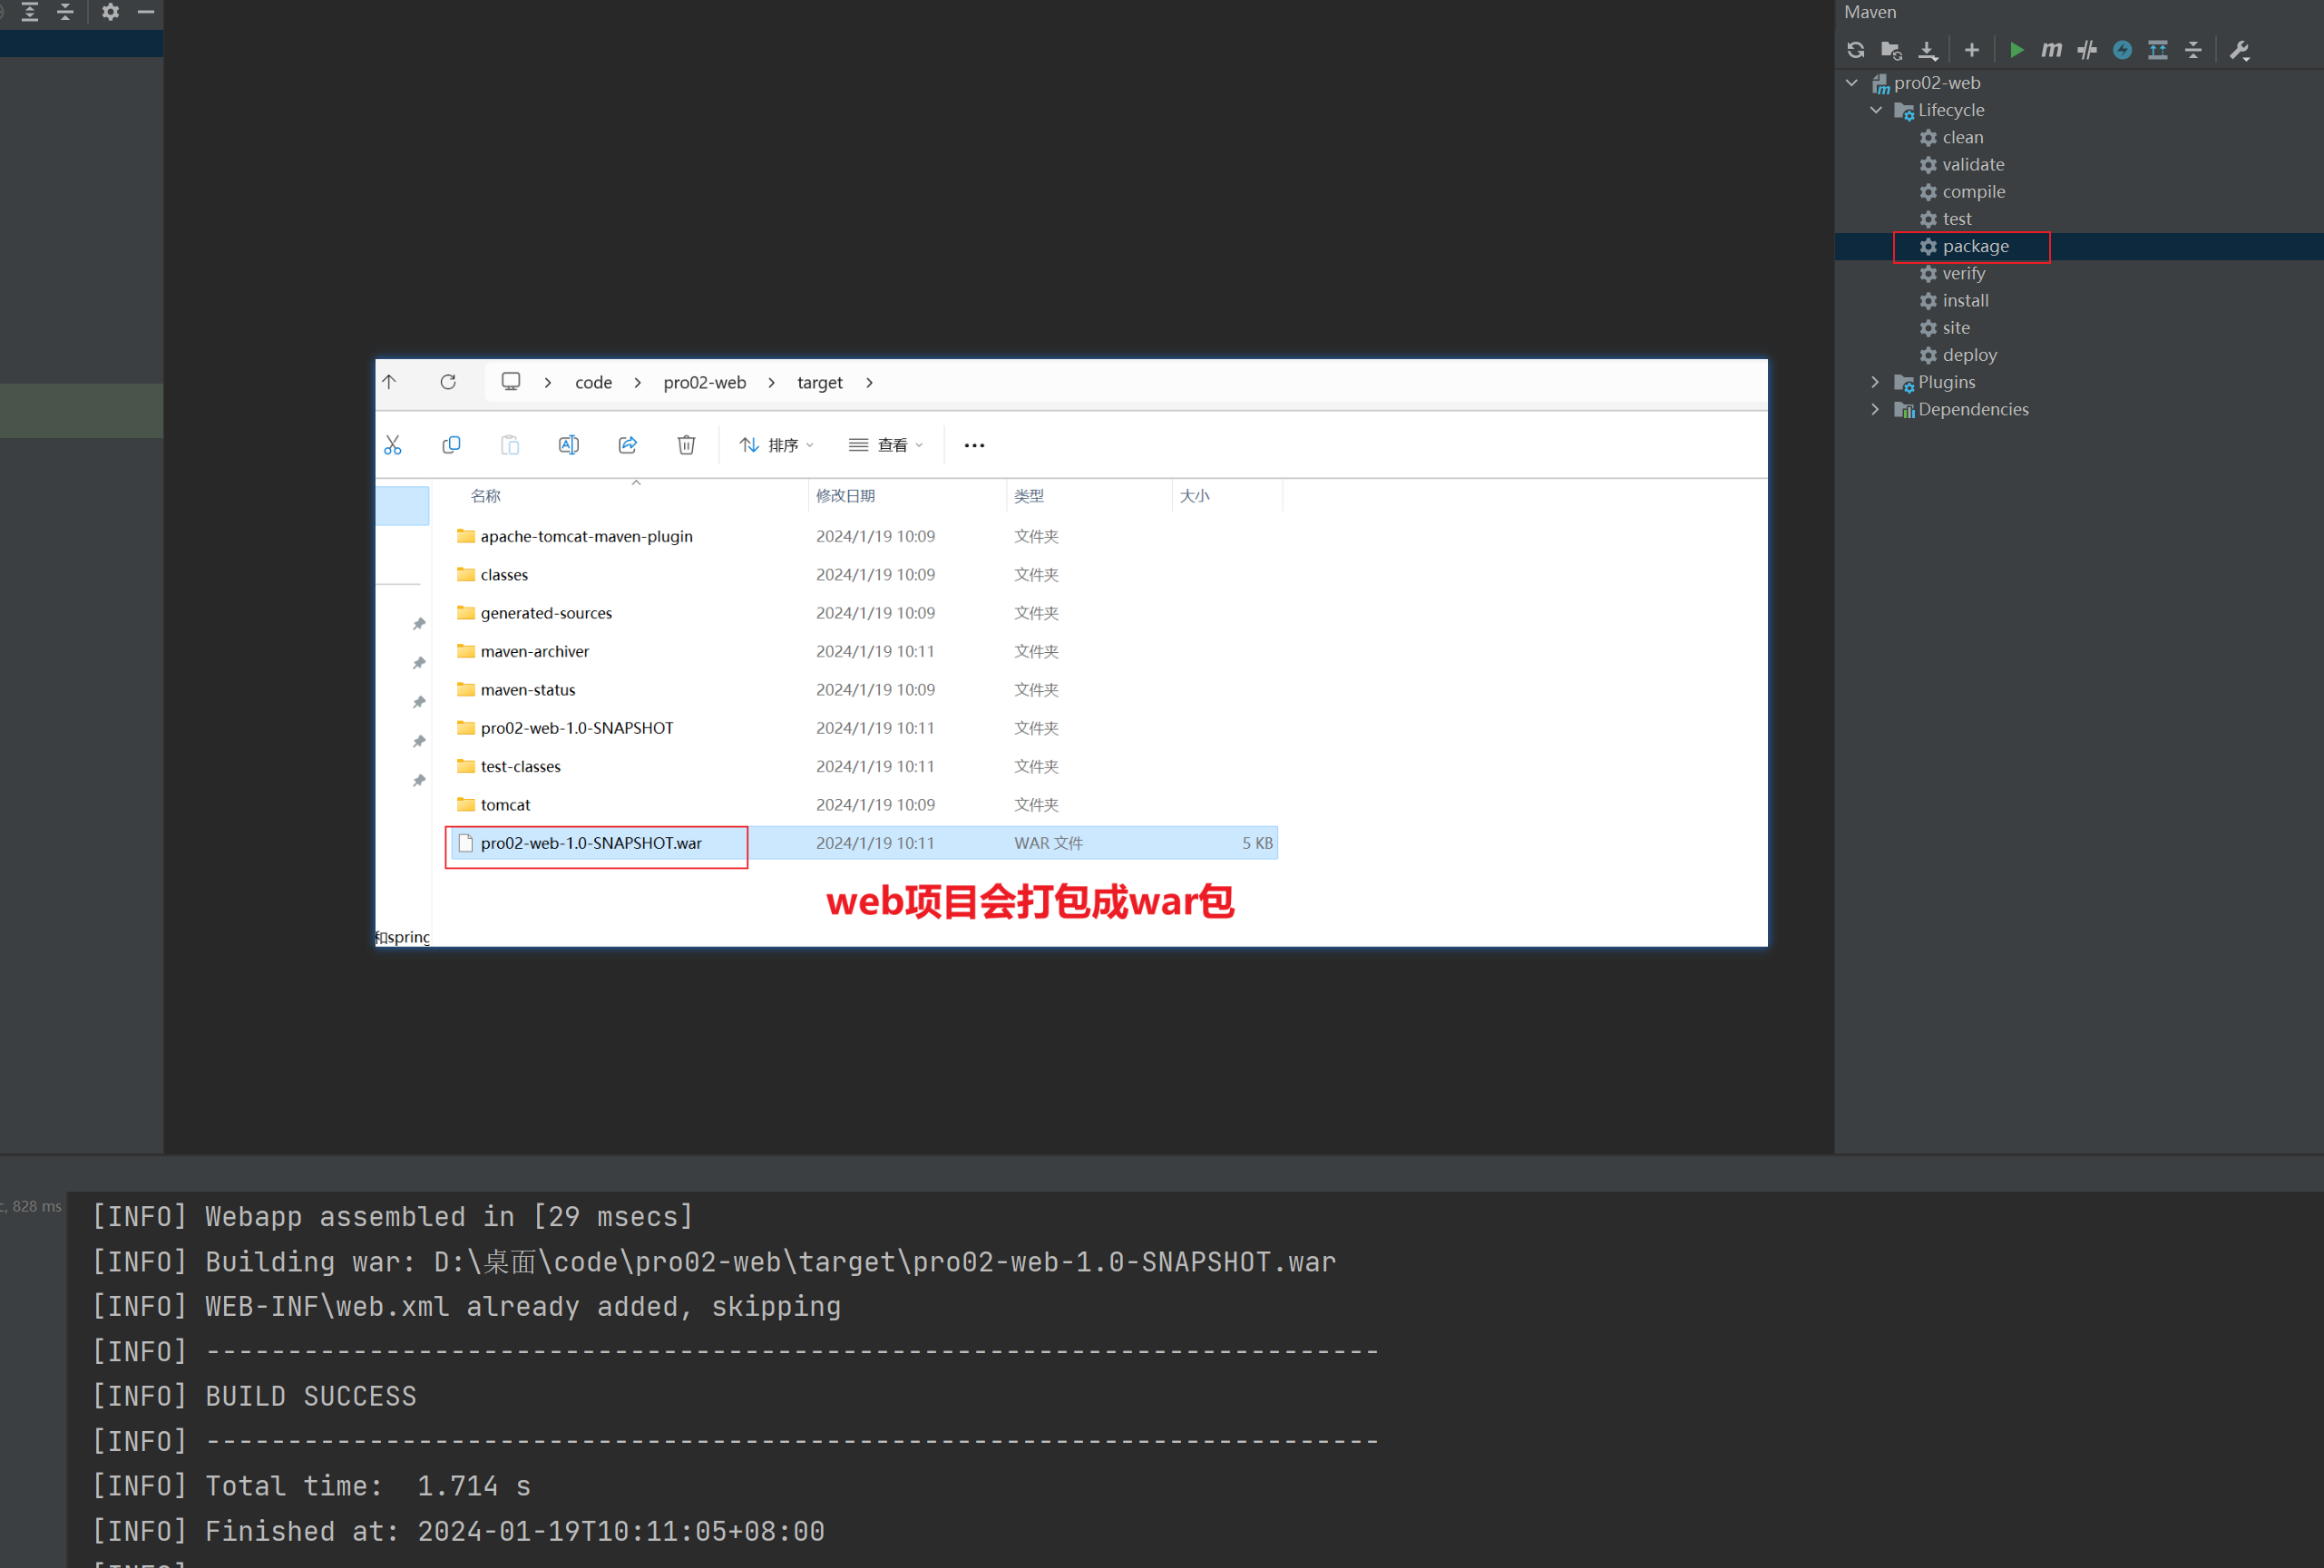 Maven
pro02-web
Lifecycle
clean
validate
compile
test
package
verify
install
site
deploy
Plugins
Dependencies
code > pro02-web > target >
排序 查看
名称 修改日期 类型 大小
apache-tomcat-maven-plugin 2024/1/19 10:09 文件夹
classes 2024/1/19 10:09 文件夹
generated-sources 2024/1/19 10:09 文件夹
maven-archiver 2024/1/19 10:11 文件夹
maven-status 2024/1/19 10:09 文件夹
pro02-web-1.0-SNAPSHOT 2024/1/19 10:11 文件夹
test-classes 2024/1/19 10:11 文件夹
tomcat 2024/1/19 10:09 文件夹
pro02-web-1.0-SNAPSHOT.war 2024/1/19 10:11 WAR 文件 5 KB
web项目会打包成war包
spring
828 ms
[INFO] Webapp assembled in [29 msecs]
[INFO] Building war: D:\桌面\code\pro02-web\target\pro02-web-1.0-SNAPSHOT.war
[INFO] WEB-INF\web.xml already added, skipping
[INFO] ------------------------------------------------------------------------
[INFO] BUILD SUCCESS
[INFO] ------------------------------------------------------------------------
[INFO] Total time:  1.714 s
[INFO] Finished at: 2024-01-19T10:11:05+08:00